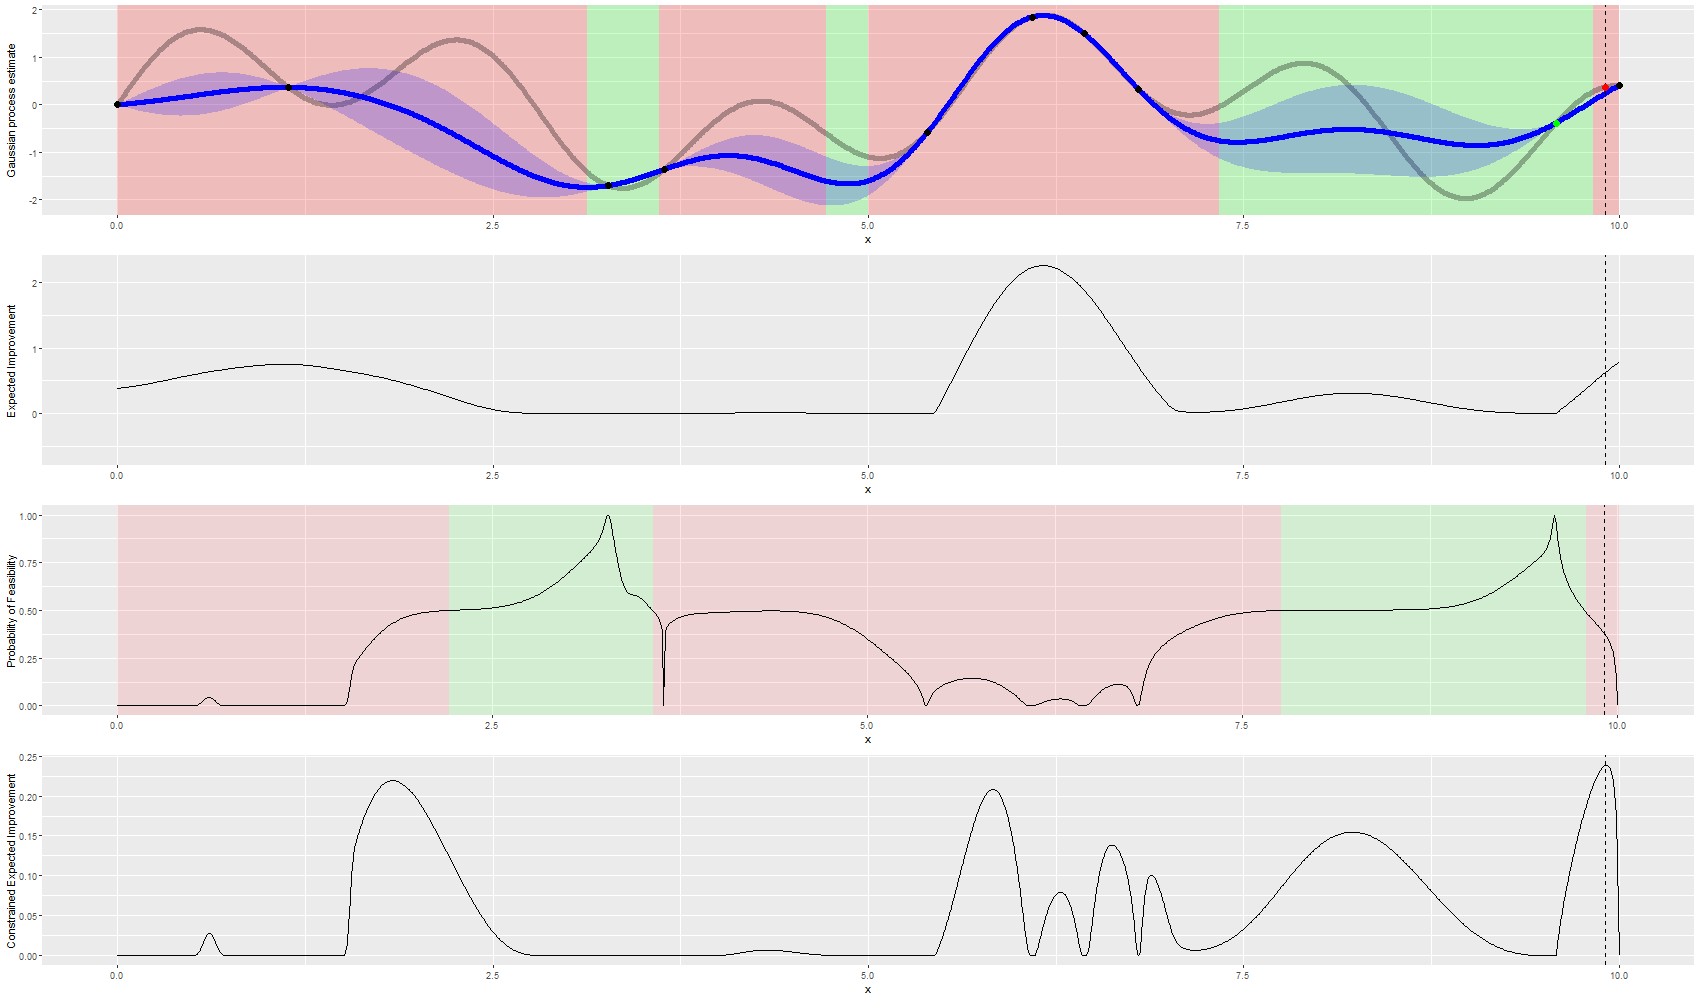 Gaussian process estimate
2
1
0
-1
-2
0.0 2.5 5.0 7.5 10.0
x
Expected Improvement
2
1
0
0.0 2.5 5.0 7.5 10.0
x
Probability of Feasibility
1.00
0.75
0.50
0.25
0.00
0.0 2.5 5.0 7.5 10.0
x
Constrained Expected Improvement
0.25
0.20
0.15
0.10
0.05
0.00
0.0 2.5 5.0 7.5 10.0
x